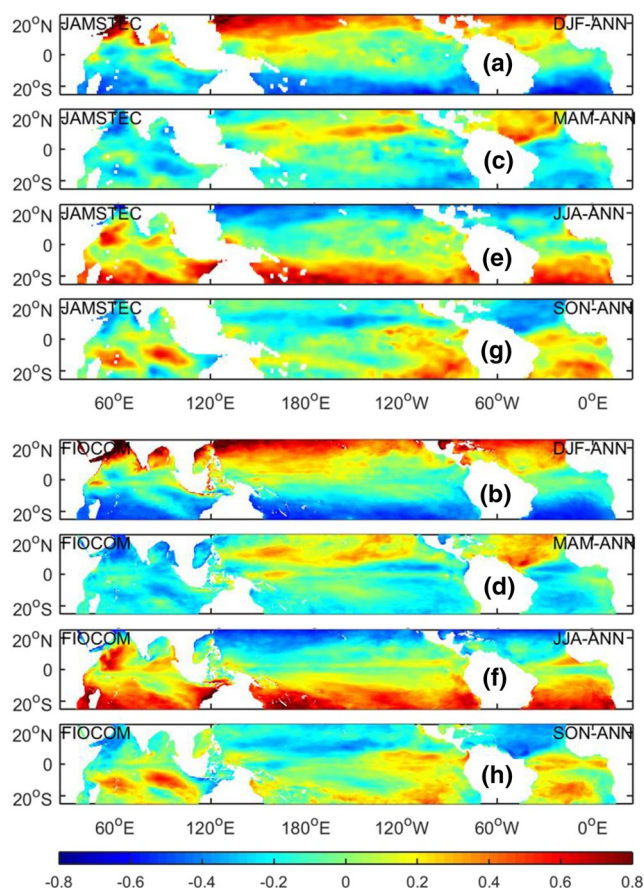 20°N JAMSTEC DJF-ANN
0 (a)
20°S
20°N JAMSTEC MAM-ANN
0 (c)
20°S
20°N JAMSTEC JJA-ANN
0 (e)
20°S
20°N JAMSTEC SON-ANN
0 (g)
20°S
60°E 120°E 180°W 120°W 60°W 0°E
20°N FIOCOM DJF-ANN
0 (b)
20°S
20°N FIOCOM MAM-ANN
0 (d)
20°S
20°N FIOCOM JJA-ANN
0 (f)
20°S
20°N FIOCOM SON-ANN
0 (h)
20°S
60°E 120°E 180°W 120°W 60°W 0°E
-0.8 -0.6 -0.4 -0.2 0 0.2 0.4 0.6 0.8